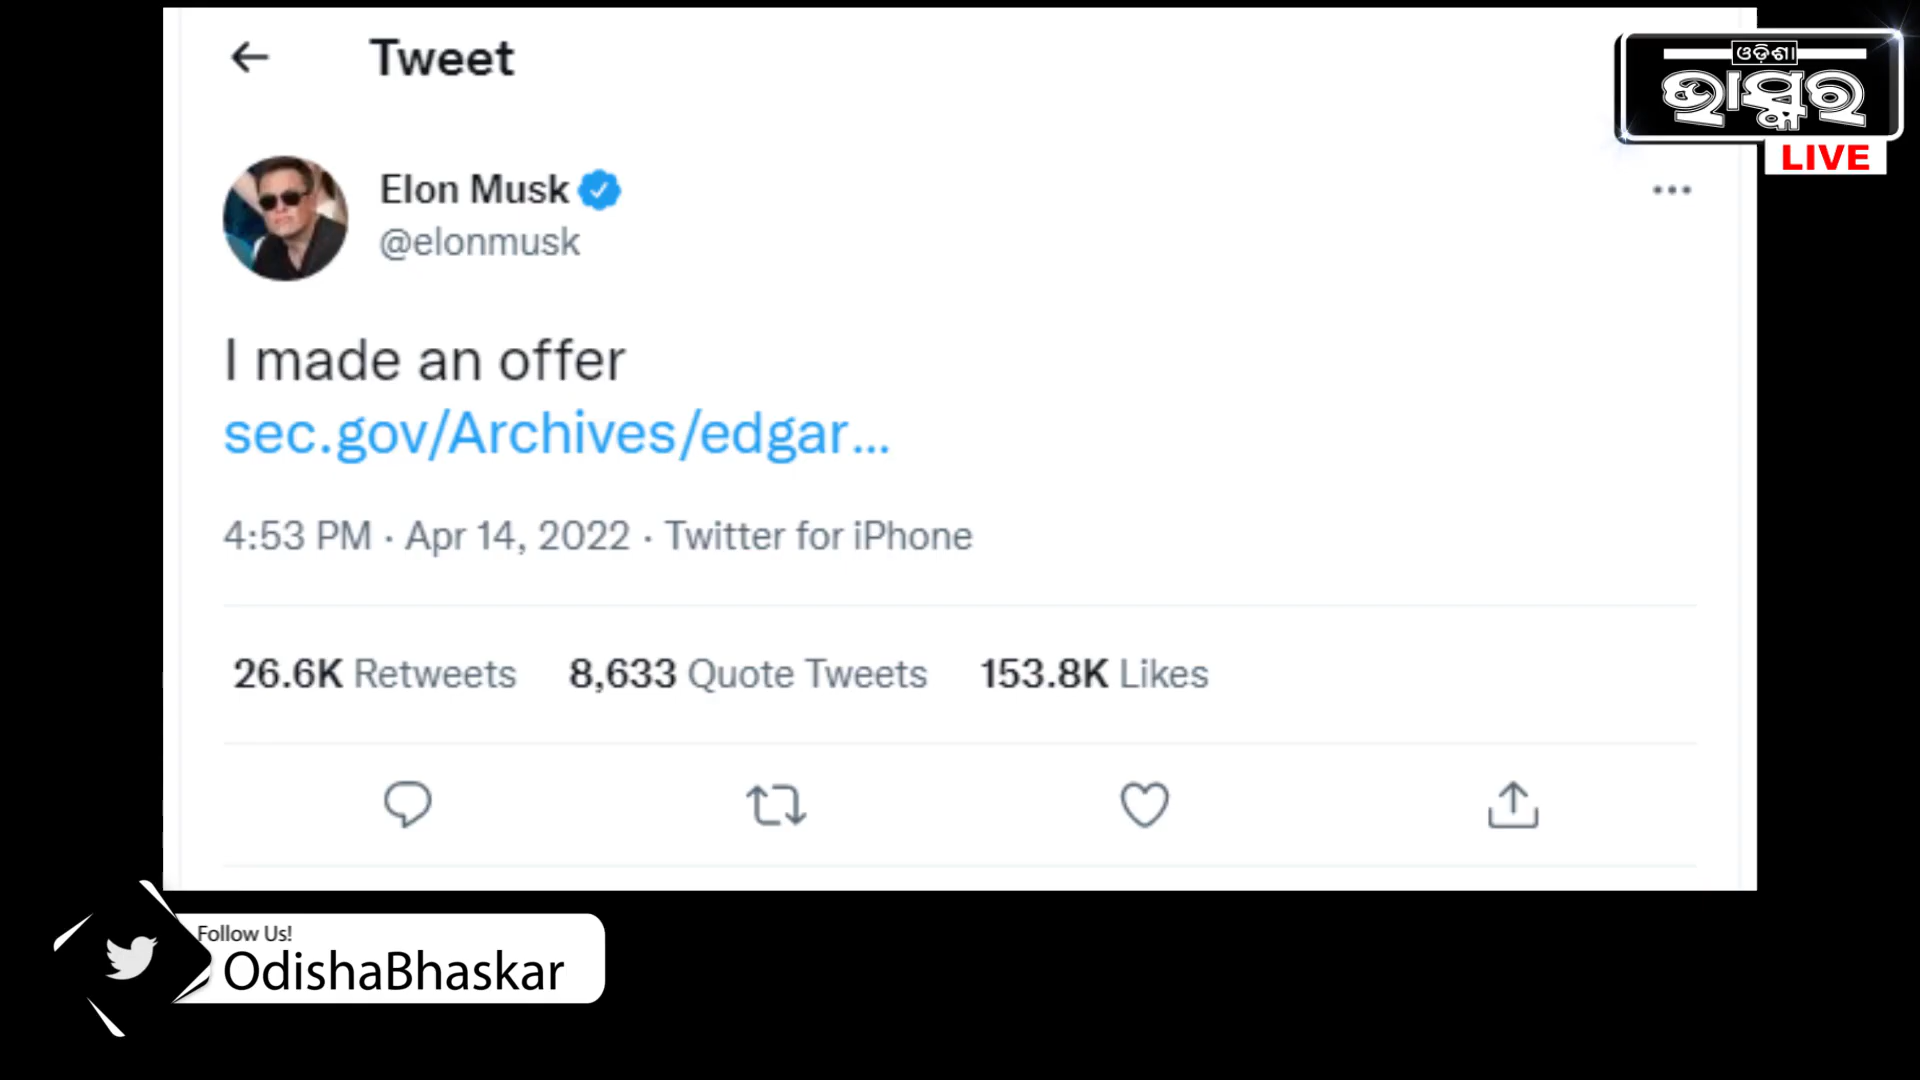 Tweet
ଓଡ଼ିଶା
ଭାସ୍କର
LIVE
Elon Musk
@elonmusk
I made an offer
sec.gov/Archives/edgar...
4:53 PM · Apr 14, 2022 · Twitter for iPhone
26.6K Retweets 8,633 Quote Tweets 153.8K Likes
Follow Us!
OdishaBhaskar